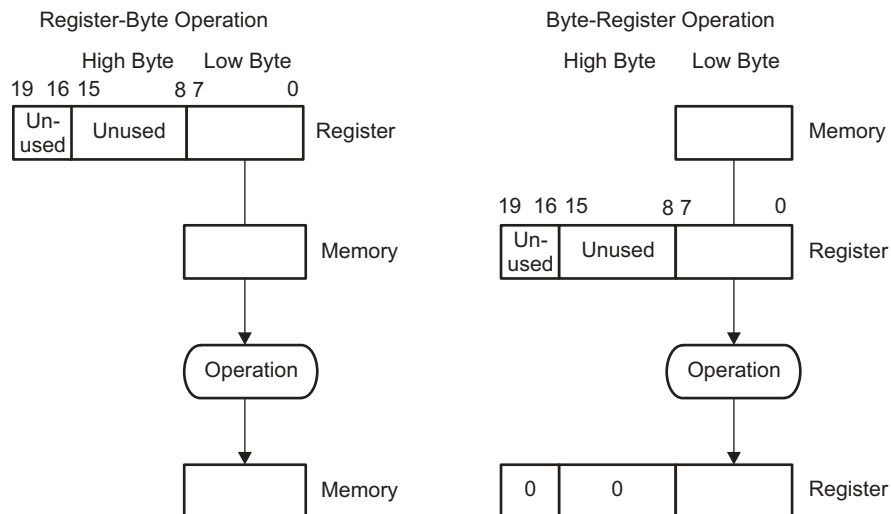 Register-Byte Operation
High Byte Low Byte
19 16 15 8 7 0
Un-
used
Unused
Register
Memory
Operation
Memory
Byte-Register Operation
High Byte Low Byte
Memory
19 16 15 8 7 0
Un-
used
Unused
Register
Operation
0 0
Register